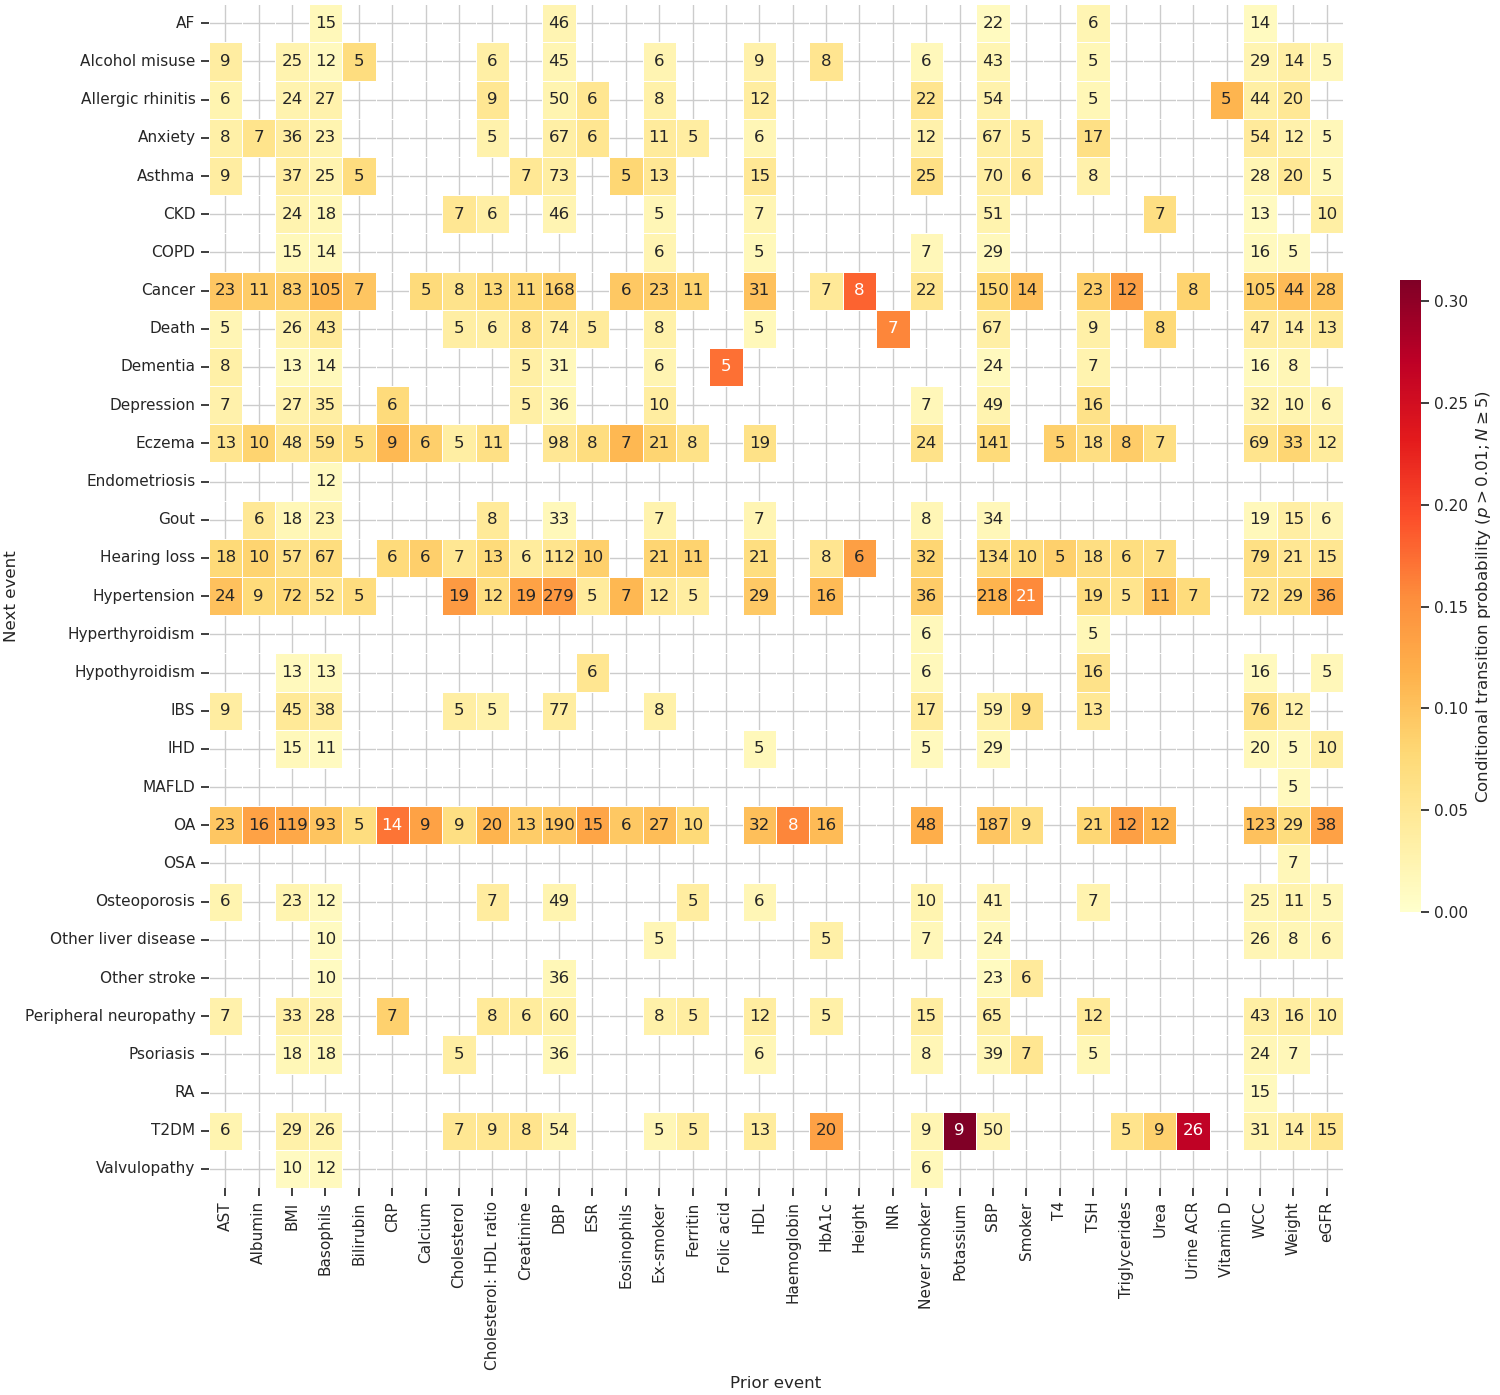 AF 15 46 22 6 14
Alcohol misuse 9 25 12 5 6 45 6 9 8 6 43 5 29 14 5
Allergic rhinitis 6 24 27 9 50 6 8 12 22 54 5 5 44 20
Anxiety 8 7 36 23 5 67 6 11 5 6 12 67 5 17 54 12 5
Asthma 9 37 25 5 7 73 5 13 15 25 70 6 8 28 20 5
CKD 24 18 7 6 46 5 7 51 7 13 10
COPD 15 14 6 5 7 29 16 5
Cancer 23 11 83 105 7 5 8 13 11 168 6 23 11 31 7 8 22 150 14 23 12 8 105 44 28
Death 5 26 43 5 6 8 74 5 8 5 7 67 9 8 47 14 13
Dementia 8 13 14 5 31 6 5 24 7 16 8
Depression 7 27 35 6 5 36 10 7 49 16 32 10 6
Eczema 13 10 48 59 5 9 6 5 11 98 8 7 21 8 19 24 141 5 18 8 7 69 33 12
Endometriosis 12
Gout 6 18 23 8 33 7 7 8 34 19 15 6
Hearing loss 18 10 57 67 6 6 7 13 6 112 10 21 11 21 8 6 32 134 10 5 18 6 7 79 21 15
Hypertension 24 9 72 52 5 19 12 19 279 5 7 12 5 29 16 36 218 21 19 5 11 7 72 29 36
Hyperthyroidism 6 5
Hypothyroidism 13 13 6 6 16 16 5
IBS 9 45 38 5 5 77 8 17 59 9 13 76 12
IHD 15 11 5 5 29 20 5 10
MAFLD 5
OA 23 16 119 93 5 14 9 9 20 13 190 15 6 27 10 32 8 16 48 187 9 21 12 12 123 29 38
OSA 7
Osteoporosis 6 23 12 7 49 5 6 10 41 7 25 11 5
Other liver disease 10 5 5 7 24 26 8 6
Other stroke 10 36 23 6
Peripheral neuropathy 7 33 28 7 8 6 60 8 5 12 5 15 65 12 43 16 10
Psoriasis 18 18 5 36 6 8 39 7 5 24 7
RA 15
T2DM 6 29 26 7 9 8 54 5 5 13 20 9 9 50 5 9 26 31 14 15
Valvulopathy 10 12 6
Next event
AST
Albumin
BMI
Basophils
Bilirubin
CRP
Calcium
Cholesterol
Cholesterol: HDL ratio
Creatinine
DBP
ESR
Eosinophils
Ex-smoker
Ferritin
Folic acid
HDL
Haemoglobin
HbA1c
Height
INR
Never smoker
Potassium
SBP
Smoker
T4
TSH
Triglycerides
Urea
Urine ACR
Vitamin D
WCC
Weight
eGFR
Prior event
0.30
0.25
0.20
0.15
0.10
0.05
0.00
Conditional transition probability (p > 0.01; N ≥ 5)